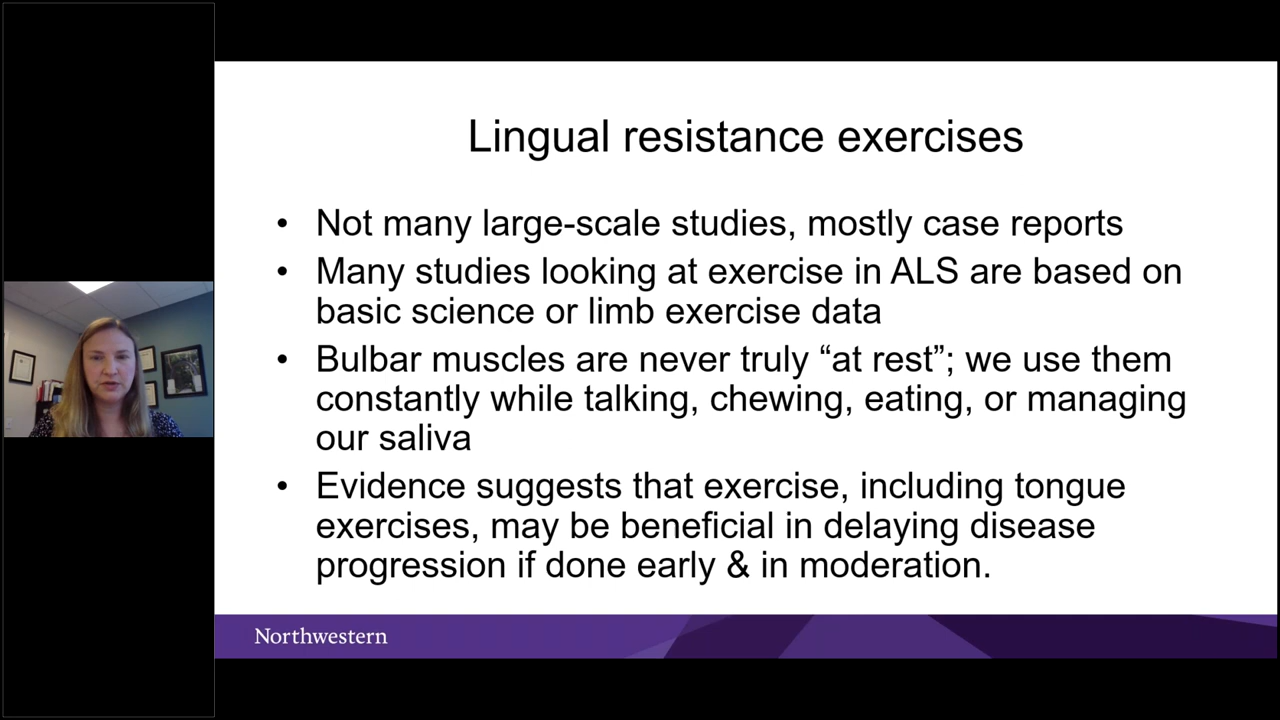 Lingual resistance exercises
• Not many large-scale studies, mostly case reports
• Many studies looking at exercise in ALS are based on
basic science or limb exercise data
• Bulbar muscles are never truly “at rest”; we use them
constantly while talking, chewing, eating, or managing
our saliva
• Evidence suggests that exercise, including tongue
exercises, may be beneficial in delaying disease
progression if done early & in moderation.
Northwestern